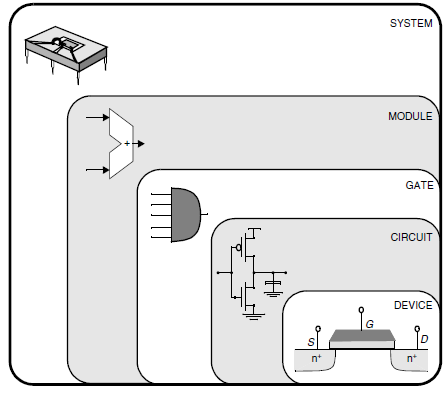 SYSTEM
MODULE
+
GATE
CIRCUIT
DEVICE
G
S
D
n+
n+